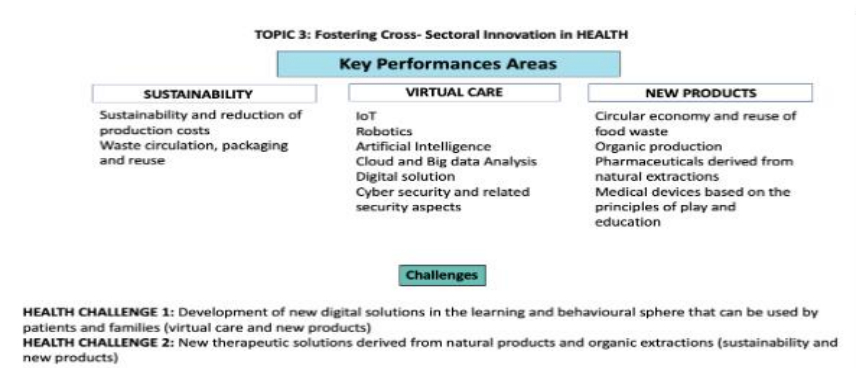 TOPIC 3: Fostering Cross- Sectoral Innovation in HEALTH
Key Performances Areas
SUSTAINABILITY
Sustainability and reduction of
production costs
Waste circulation, packaging
and reuse
VIRTUAL CARE
IoT
Robotics
Artificial Intelligence
Cloud and Big data Analysis
Digital solution
Cyber security and related
security aspects
NEW PRODUCTS
Circular economy and reuse of
food waste
Organic production
Pharmaceuticals derived from
natural extractions
Medical devices based on the
principles of play and
education
Challenges
HEALTH CHALLENGE 1: Development of new digital solutions in the learning and behavioural sphere that can be used by
patients and families (virtual care and new products)
HEALTH CHALLENGE 2: New therapeutic solutions derived from natural products and organic extractions (sustainability and
new products)